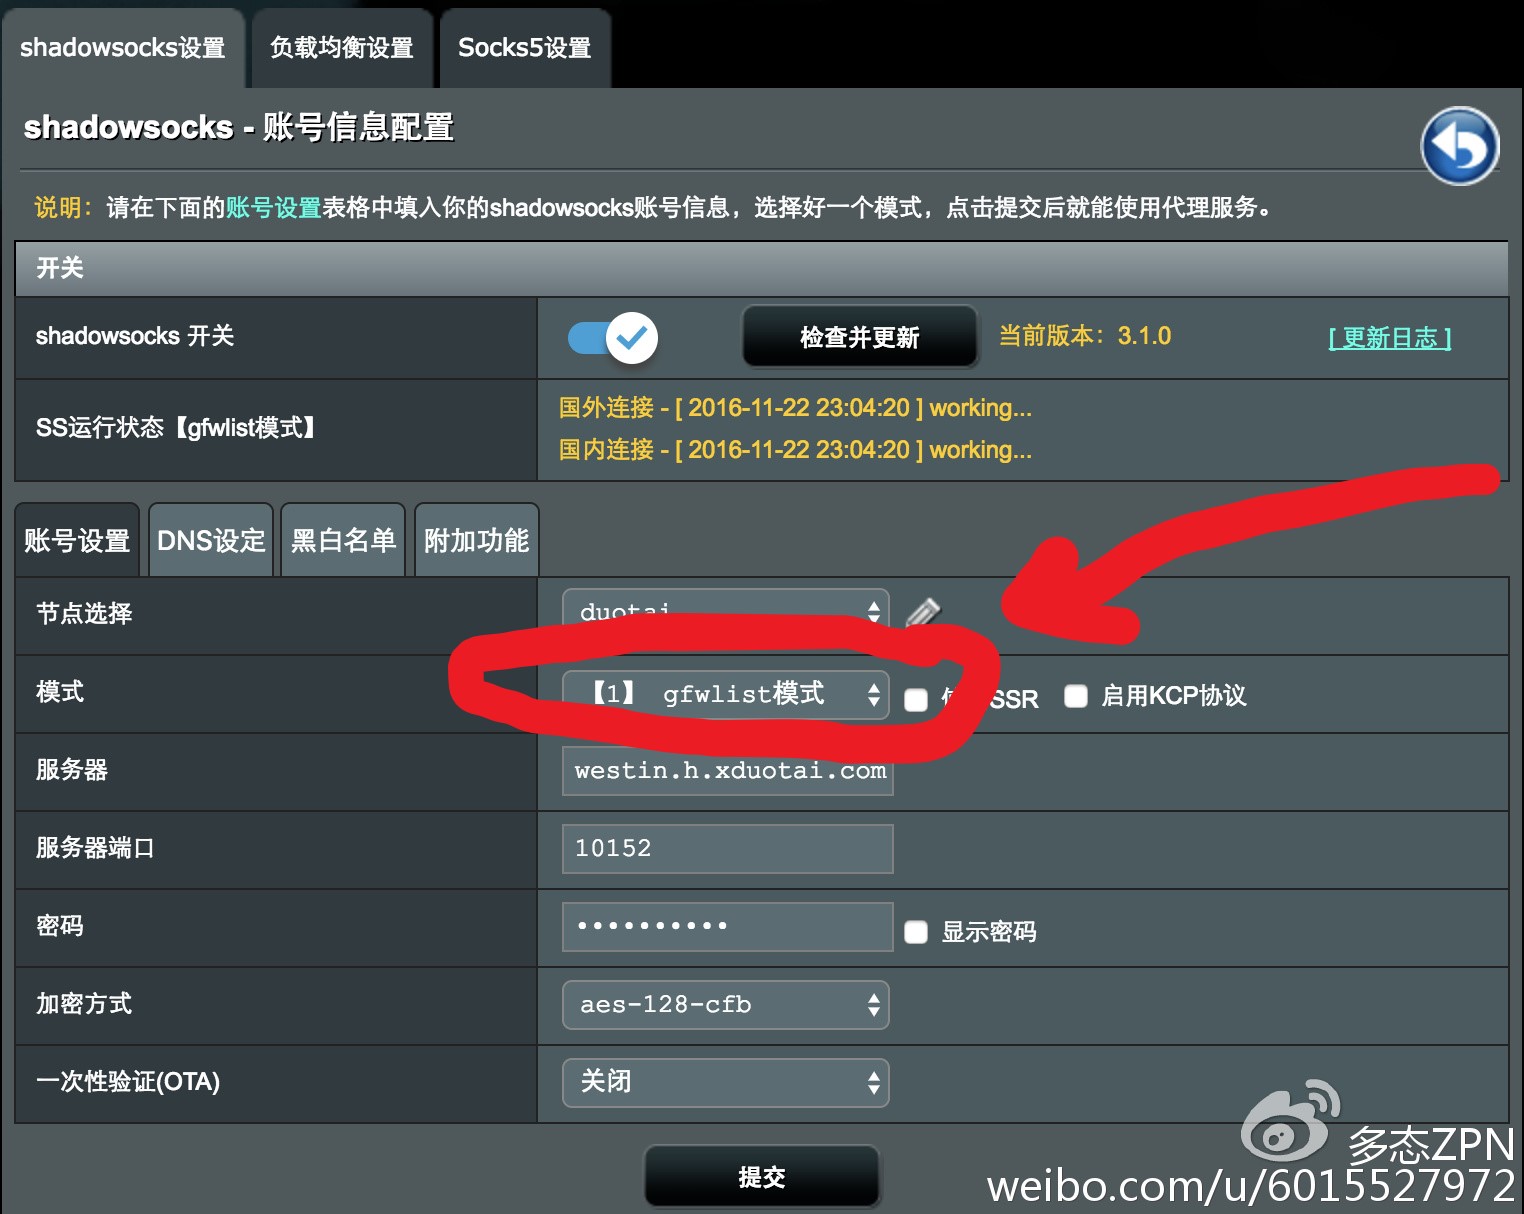 shadowsocks设置 负载均衡设置 Socks5设置
shadowsocks - 账号信息配置
说明：请在下面的账号设置表格中填入你的shadowsocks账号信息，选择好一个模式，点击提交后就能使用代理服务。
开关
shadowsocks 开关 检查并更新 当前版本：3.1.0 [ 更新日志 ]
SS运行状态【gfwlist模式】
国外连接 - [ 2016-11-22 23:04:20 ] working...
国内连接 - [ 2016-11-22 23:04:20 ] working...
账号设置 DNS设定 黑白名单 附加功能
节点选择 duotai
模式 【1】 gfwlist模式 SSR 启用KCP协议
服务器 westin.h.xduotai.com
服务器端口 10152
密码 •••••••••• 显示密码
加密方式 aes-128-cfb
一次性验证(OTA) 关闭
提交
多态ZPN
weibo.com/u/6015527972